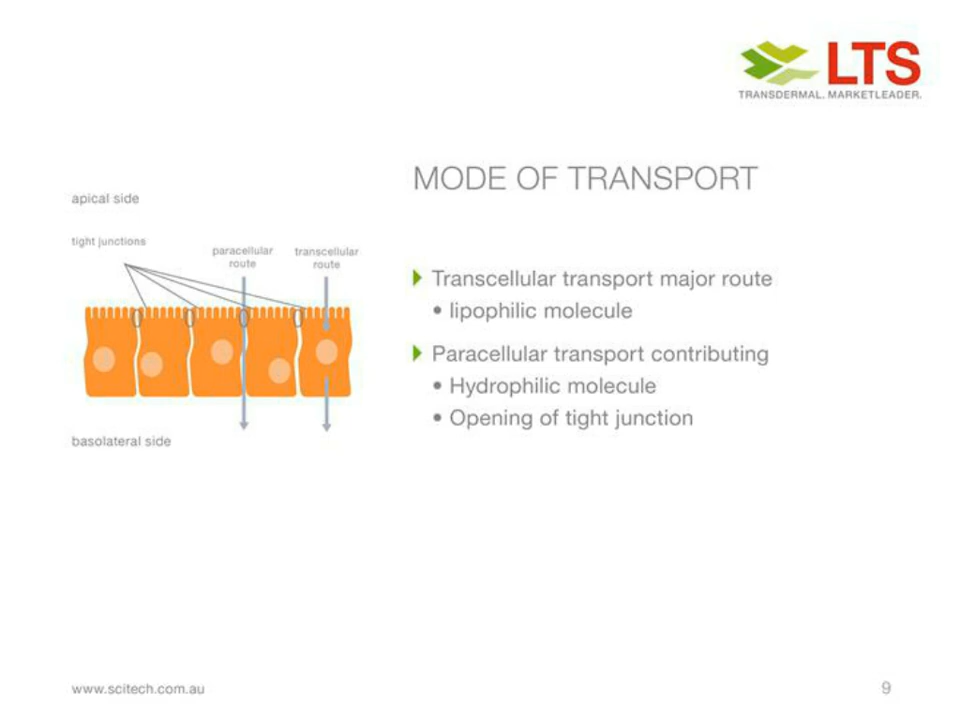 LTS
TRANSDERMAL. MARKETLEADER.
MODE OF TRANSPORT
apical side
tight junctions
paracellular
route
transcellular
route
basolateral side
Transcellular transport major route
• lipophilic molecule
Paracellular transport contributing
• Hydrophilic molecule
• Opening of tight junction
www.scitech.com.au
9